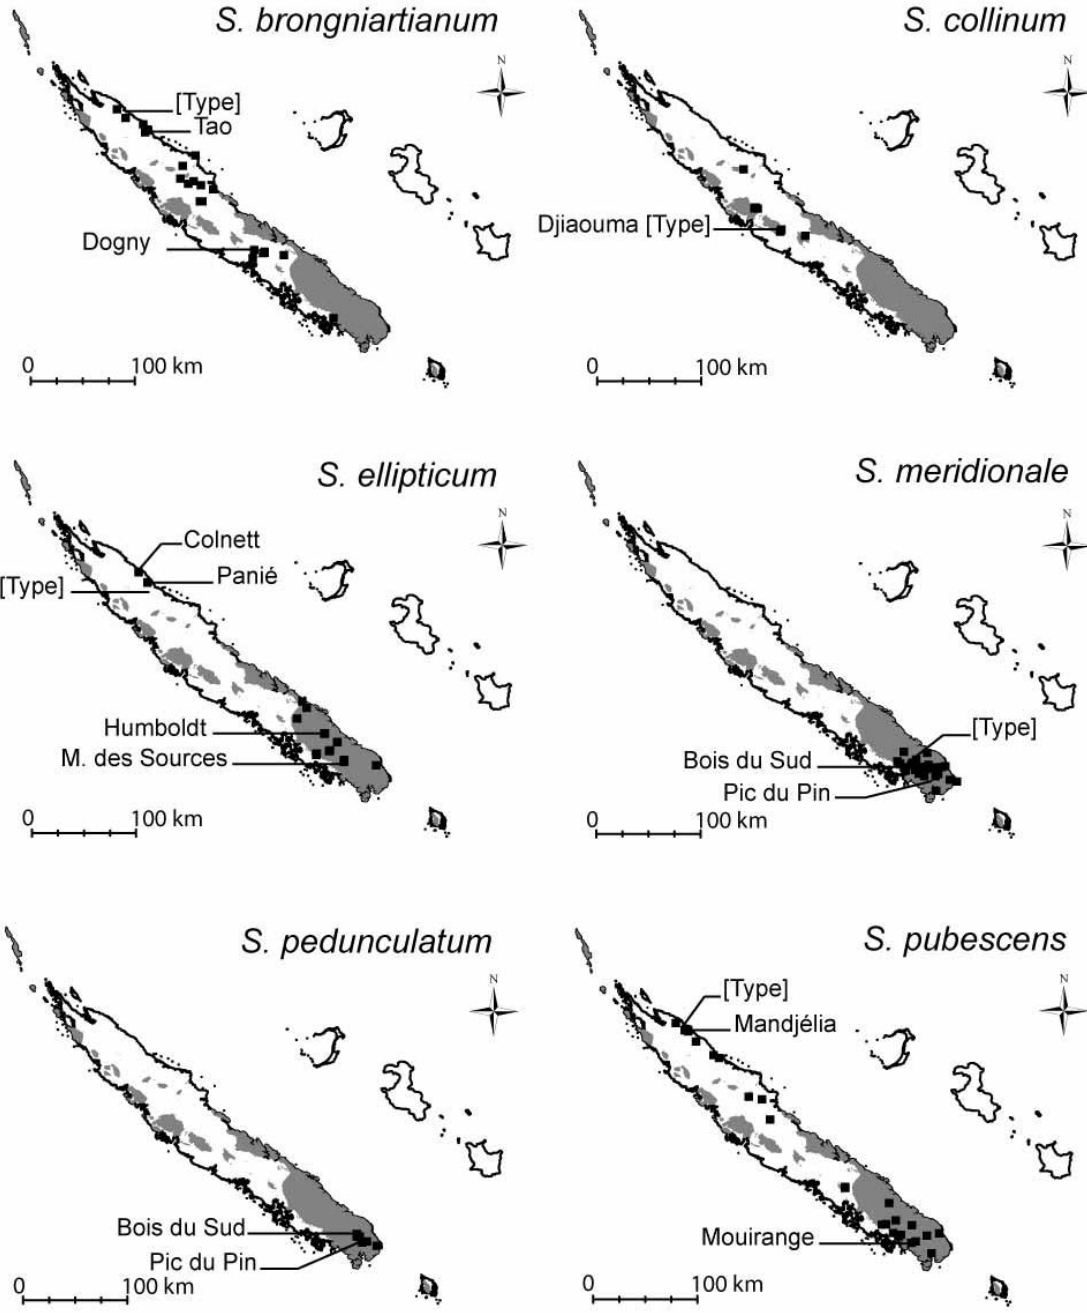 S. brongniartianum
N
[Type]
Tao
Dogny
0 100 km
S. collinum
N
Djiaouma [Type]
0 100 km
S. ellipticum
N
Colnett
Panié
[Type]
Humboldt
M. des Sources
0 100 km
S. meridionale
N
[Type]
Bois du Sud
Pic du Pin
0 100 km
S. pedunculatum
N
Bois du Sud
Pic du Pin
0 100 km
S. pubescens
N
[Type]
Mandjélia
Mouirange
0 100 km